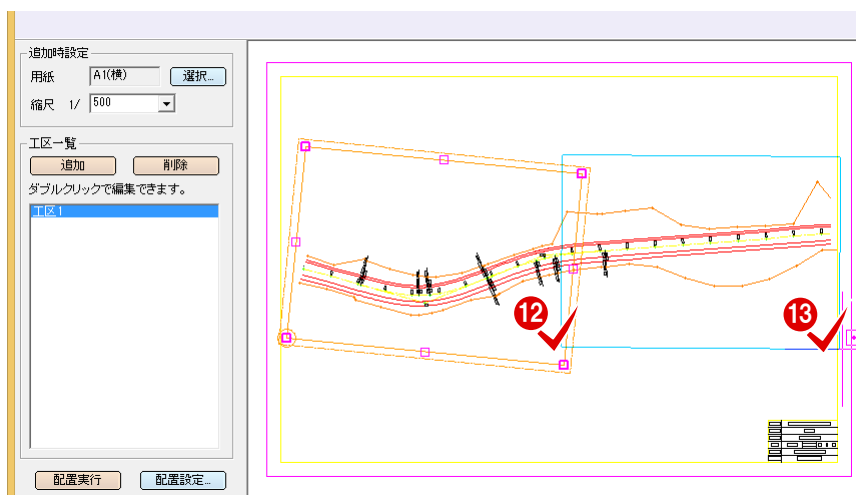 追加時設定
用紙 A1(横) 選択...
縮尺 1/ 500
工区一覧
追加 削除
ダブルクリックで編集できます。
工区1
配置実行 配置設定...
12
13